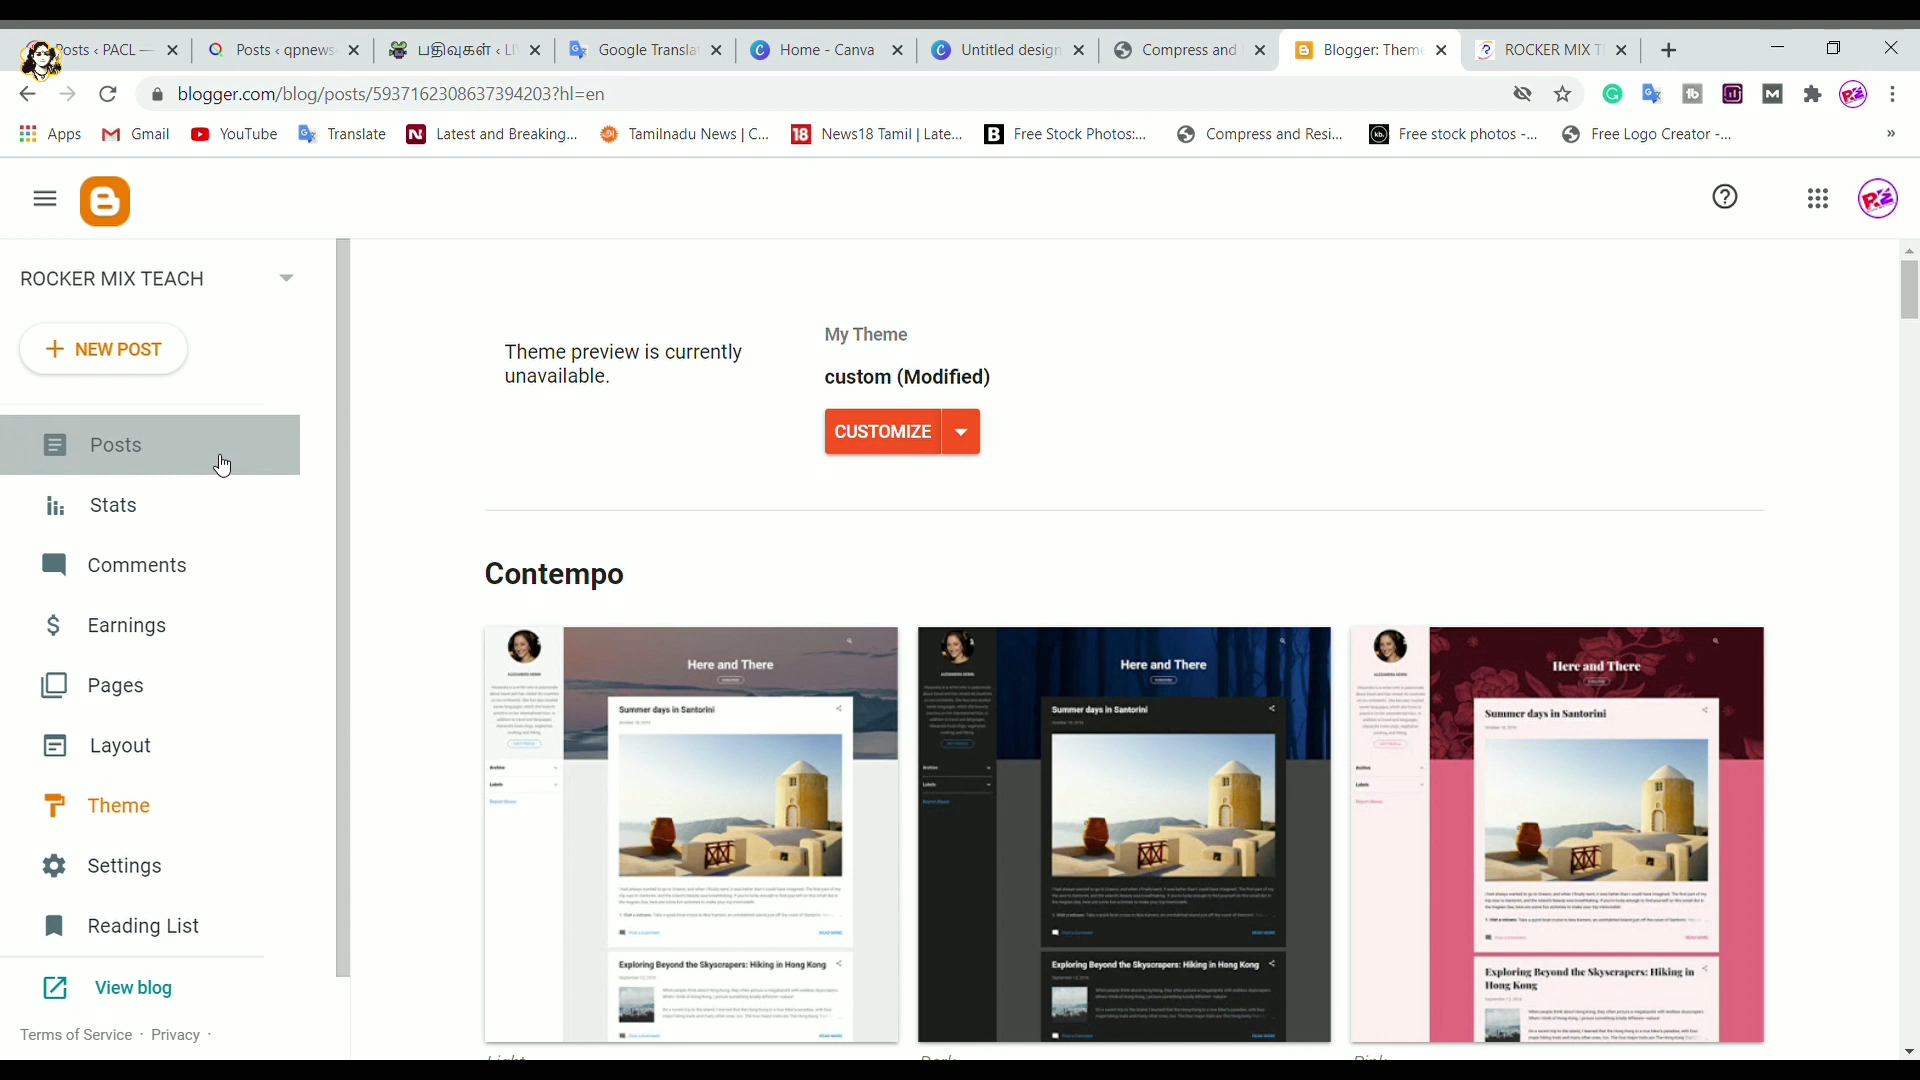 Posts ‹ PACL —
Posts ‹ qpnews
பதிவுகள் ‹ LI
Google Transla
Home - Canva
Untitled design
Compress and
Blogger: Theme
ROCKER MIX T
blogger.com/blog/posts/5937162308637394203?hl=en
Apps
Gmail
YouTube
Translate
Latest and Breaking...
Tamilnadu News | C...
News18 Tamil | Late...
Free Stock Photos:...
Compress and Resi...
Free stock photos -...
Free Logo Creator -...
»
ROCKER MIX TEACH
+ NEW POST
Posts
Stats
Comments
Earnings
Pages
Layout
Theme
Settings
Reading List
View blog
Terms of Service · Privacy ·
Theme preview is currently
unavailable.
My Theme
custom (Modified)
CUSTOMIZE
Contempo
Here and There
Summer days in Santorini
Exploring Beyond the Skyscrapers: Hiking in Hong Kong
Here and There
Summer days in Santorini
Exploring Beyond the Skyscrapers: Hiking in Hong Kong
Here and There
Summer days in Santorini
Exploring Beyond the Skyscrapers: Hiking in
Hong Kong